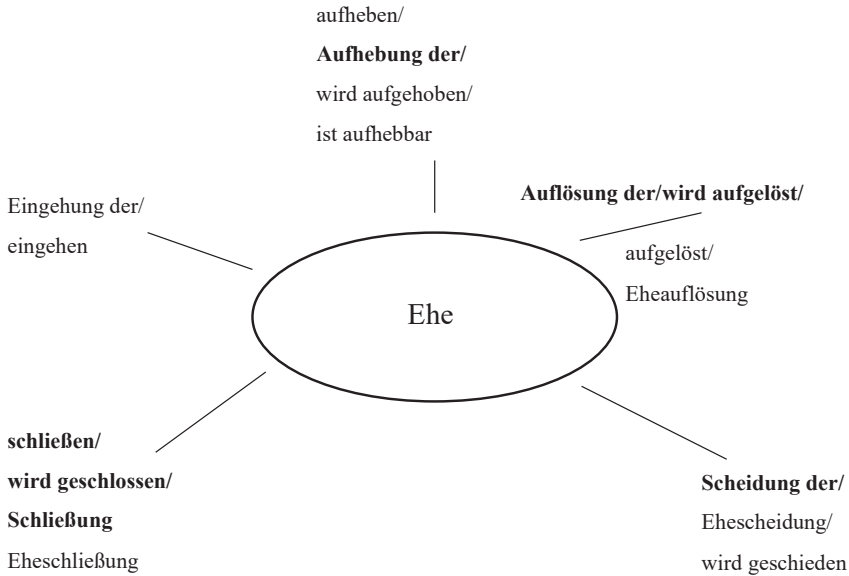 aufheben/
Aufhebung der/
wird aufgehoben/
ist aufhebbar
Auflösung der/wird aufgelöst/
aufgelöst/
Eheauflösung
Eingehung der/
eingehen
Ehe
schließen/
wird geschlossen/
Schließung
Eheschließung
Scheidung der/
Ehescheidung/
wird geschieden